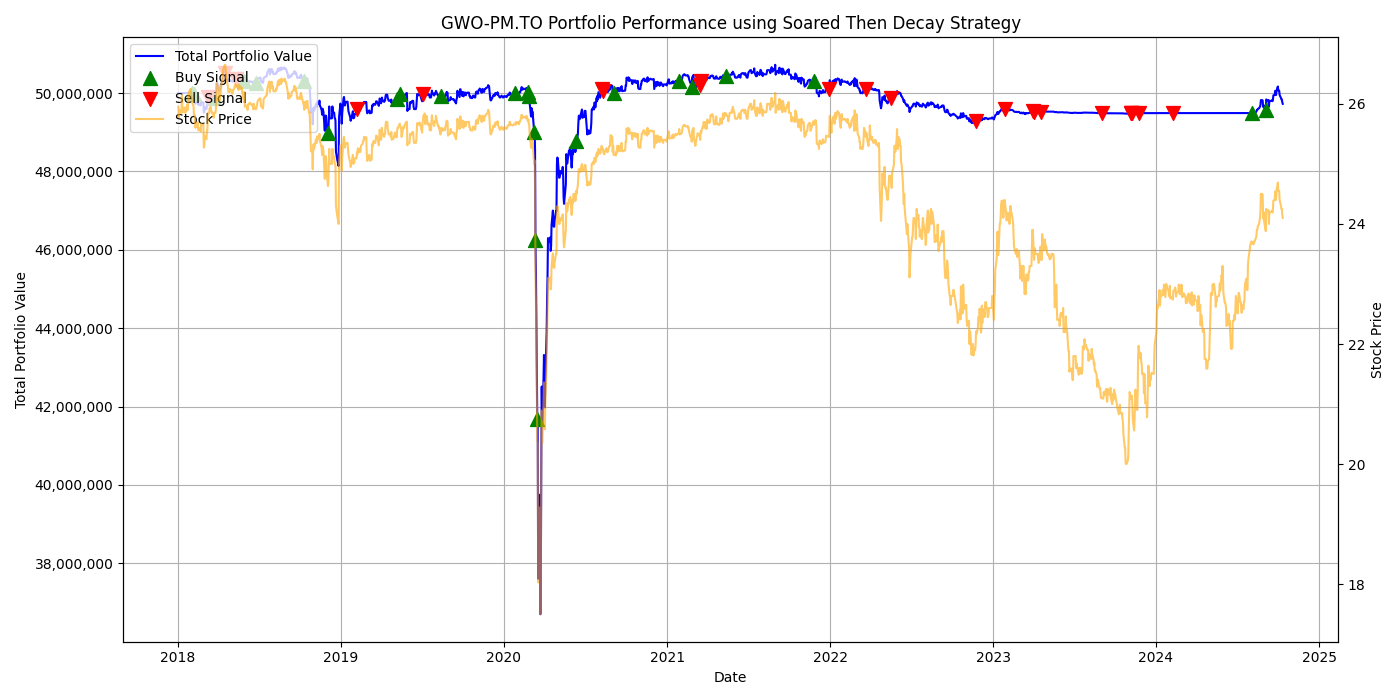 GWO-PM.TO Portfolio Performance using Soared Then Decay Strategy
Total Portfolio Value
Buy Signal
Sell Signal
Stock Price
50,000,000
48,000,000
46,000,000
44,000,000
42,000,000
40,000,000
38,000,000
Total Portfolio Value
26
24
22
20
18
Stock Price
2018
2019
2020
2021
2022
2023
2024
2025
Date